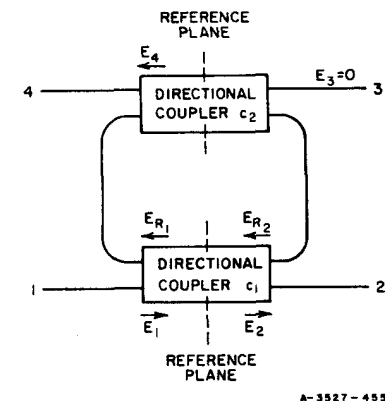 REFERENCE
PLANE
E4
E3=0
4
DIRECTIONAL
COUPLER c2
3
ER1
ER2
1
DIRECTIONAL
COUPLER c1
2
E1
E2
REFERENCE
PLANE
A-3527-455